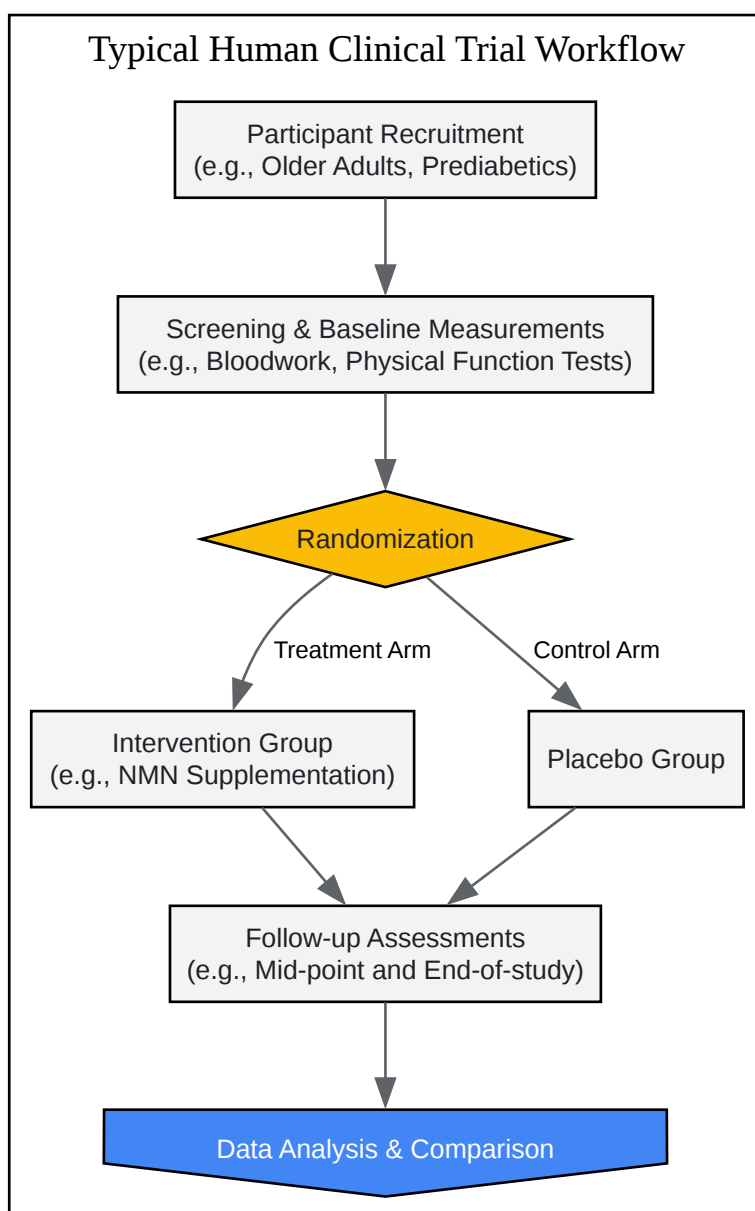 Typical Human Clinical Trial Workflow
Participant Recruitment
(e.g., Older Adults, Prediabetics)
Screening & Baseline Measurements
(e.g., Bloodwork, Physical Function Tests)
Randomization
Treatment Arm
Control Arm
Intervention Group
(e.g., NMN Supplementation)
Placebo Group
Follow-up Assessments
(e.g., Mid-point and End-of-study)
Data Analysis & Comparison